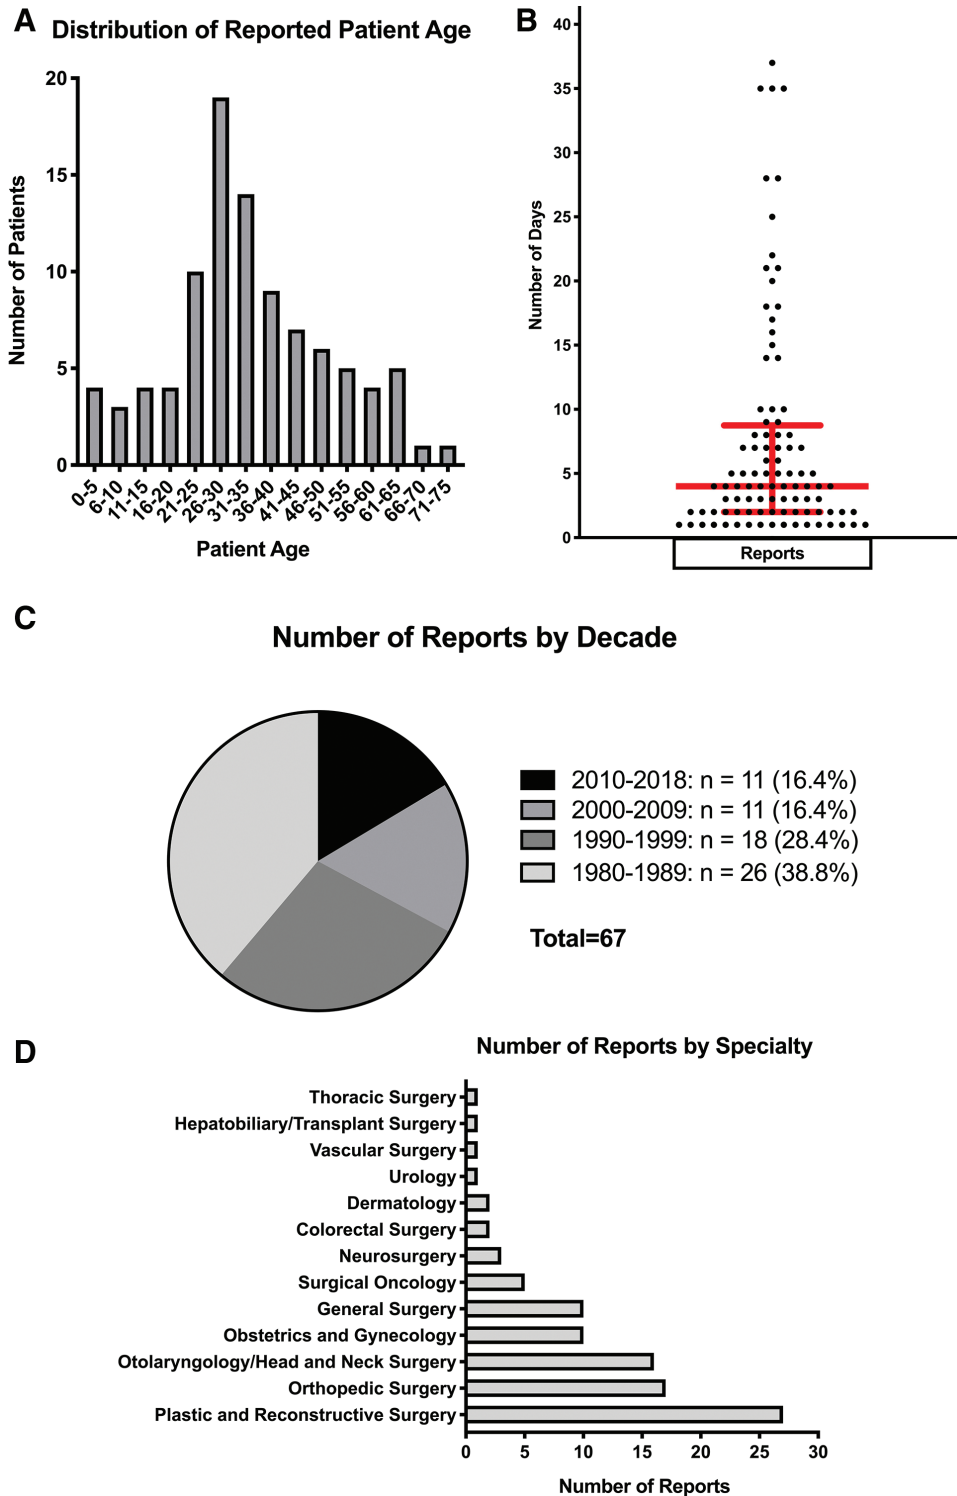 A
Distribution of Reported Patient Age
Number of Patients
20
15
10
5
0
0-5
6-10
11-15
16-20
21-25
26-30
31-35
36-40
41-45
46-50
51-55
56-60
61-65
66-70
71-75
Patient Age
B
Number of Days
40
35
30
25
20
15
10
5
0
Reports
C
Number of Reports by Decade
2010-2018: n = 11 (16.4%)
2000-2009: n = 11 (16.4%)
1990-1999: n = 18 (28.4%)
1980-1989: n = 26 (38.8%)
Total=67
D
Number of Reports by Specialty
Thoracic Surgery
Hepatobiliary/Transplant Surgery
Vascular Surgery
Urology
Dermatology
Colorectal Surgery
Neurosurgery
Surgical Oncology
General Surgery
Obstetrics and Gynecology
Otolaryngology/Head and Neck Surgery
Orthopedic Surgery
Plastic and Reconstructive Surgery
0 5 10 15 20 25 30
Number of Reports